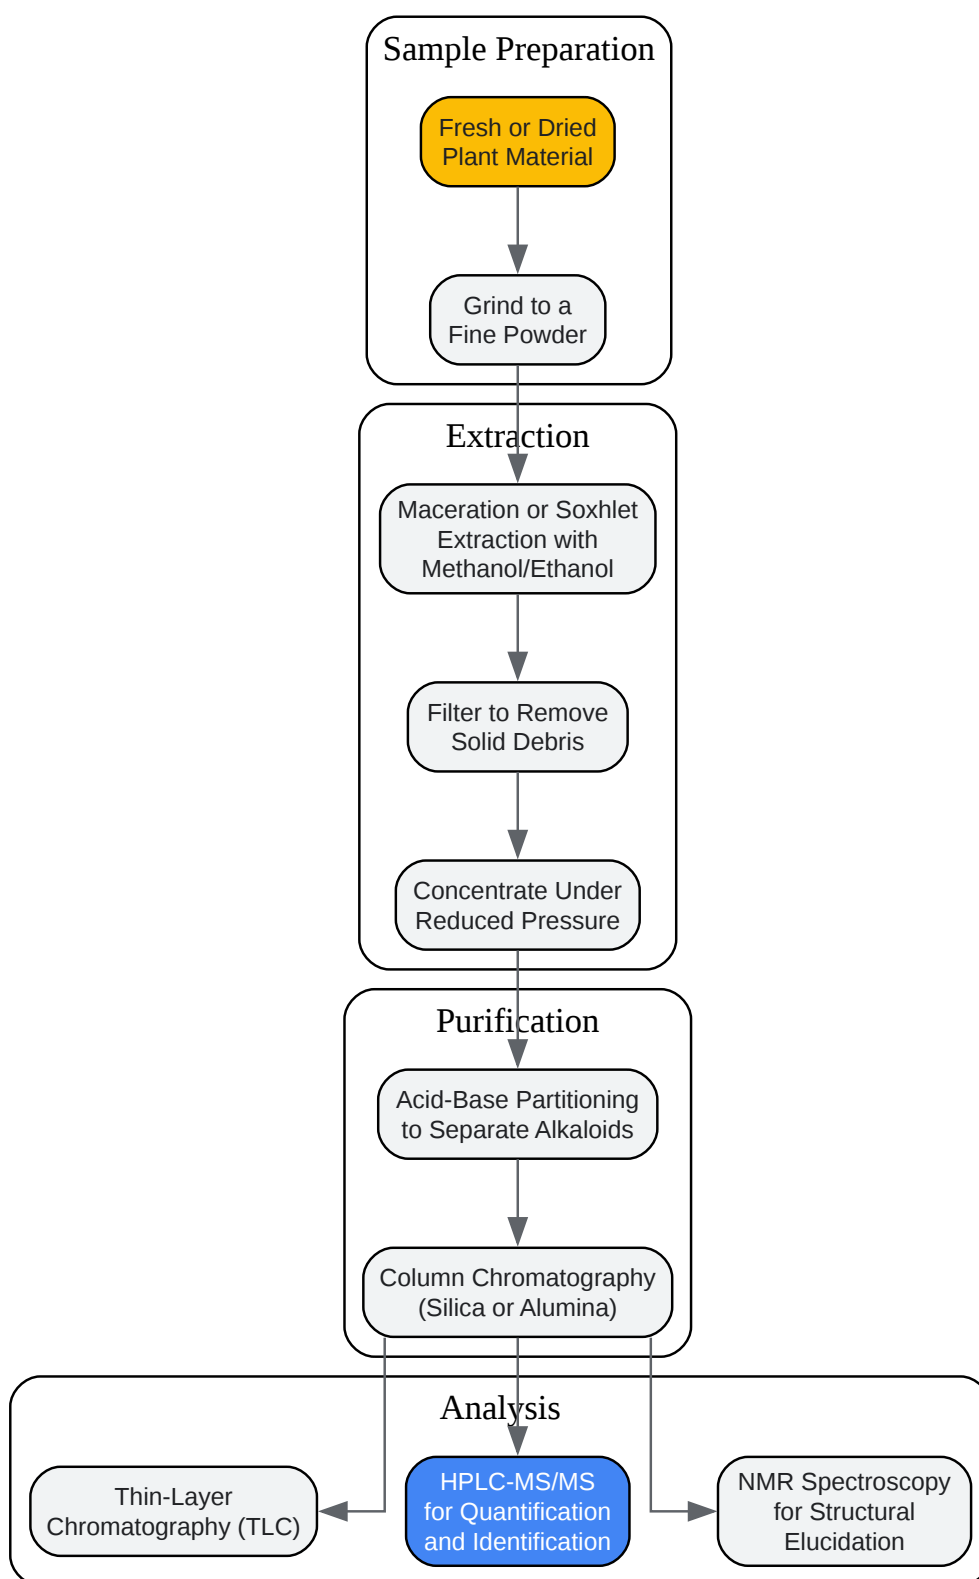 Sample Preparation
Fresh or Dried
Plant Material
Grind to a
Fine Powder
Extraction
Maceration or Soxhlet
Extraction with
Methanol/Ethanol
Filter to Remove
Solid Debris
Concentrate Under
Reduced Pressure
Purification
Acid-Base Partitioning
to Separate Alkaloids
Column Chromatography
(Silica or Alumina)
Analysis
Thin-Layer
Chromatography (TLC)
HPLC-MS/MS
for Quantification
and Identification
NMR Spectroscopy
for Structural
Elucidation